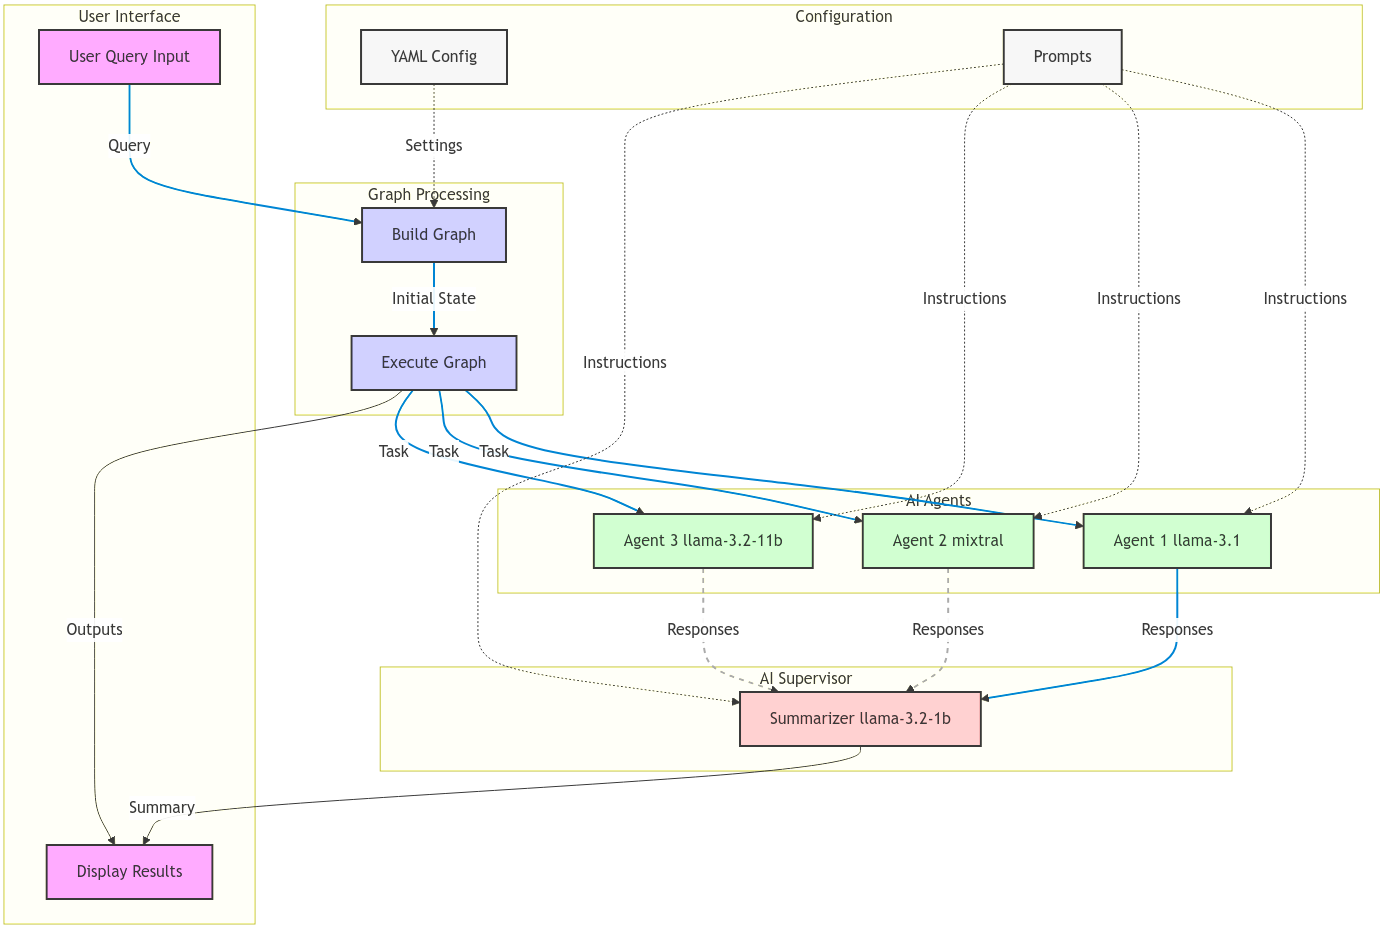 User Interface
Configuration
User Query Input
YAML Config
Prompts
Query
Settings
Graph Processing
Build Graph
Initial State
Instructions
Instructions
Instructions
Execute Graph
Instructions
Task
Task
Task
AI Agents
Agent 3 llama-3.2-11b
Agent 2 mixtral
Agent 1 llama-3.1
Outputs
Responses
Responses
Responses
AI Supervisor
Summarizer llama-3.2-1b
Summary
Display Results